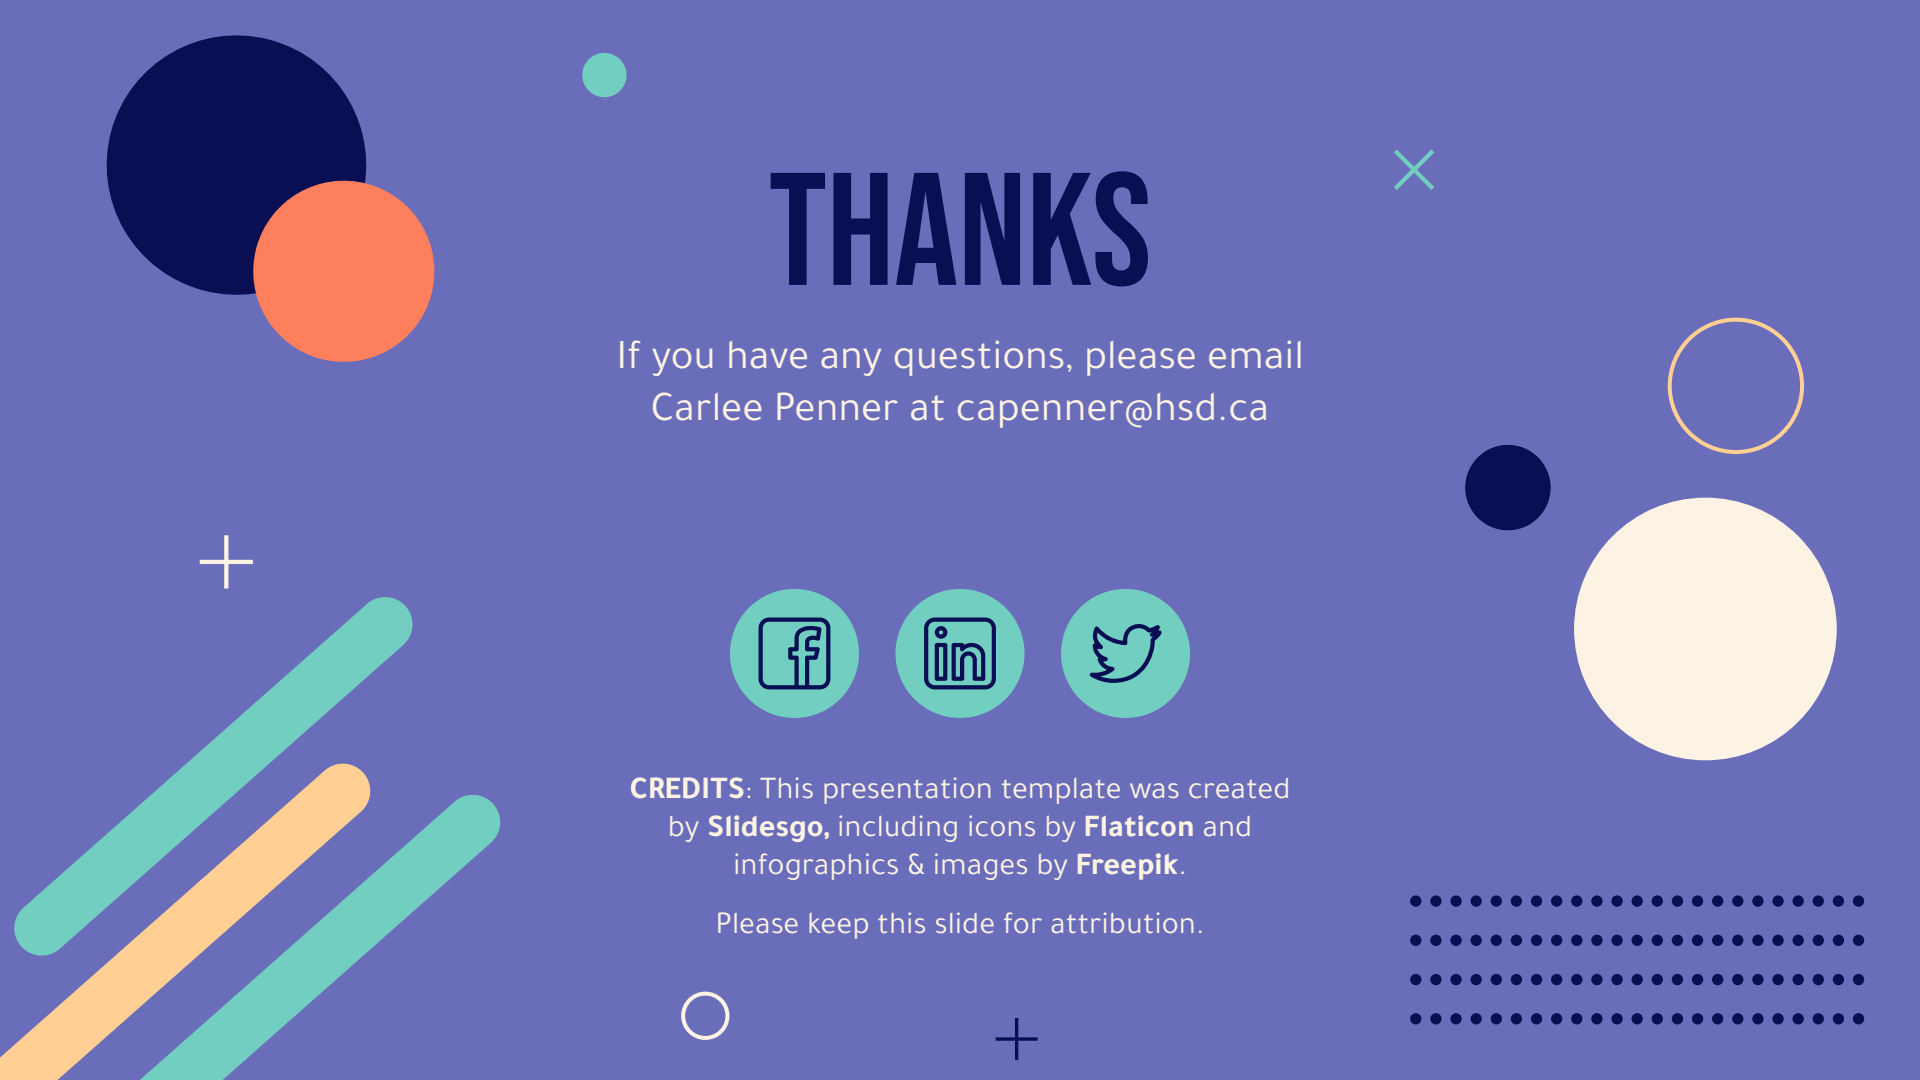 THANKS
If you have any questions, please email
Carlee Penner at capenner@hsd.ca
f in
CREDITS: This presentation template was created
by Slidesgo, including icons by Flaticon and
infographics & images by Freepik.
Please keep this slide for attribution.